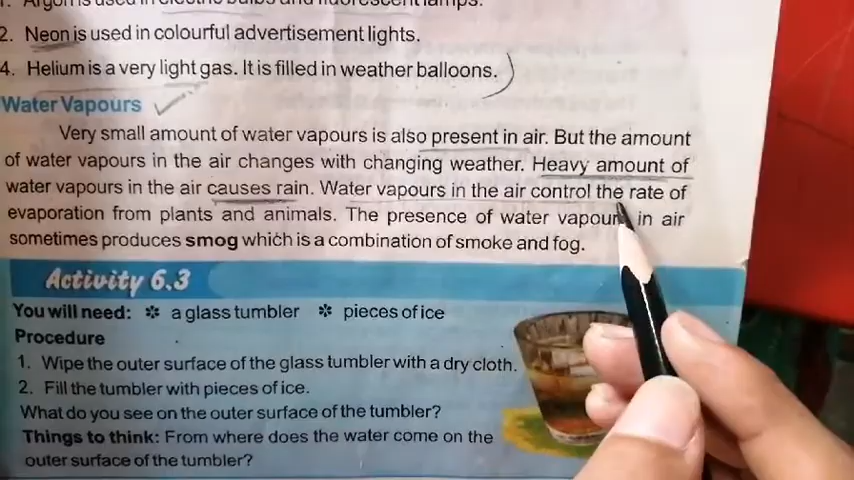 1. Argon is used in electric bulbs and fluorescent lamps.
2. Neon is used in colourful advertisement lights.
4. Helium is a very light gas. It is filled in weather balloons.
Water Vapours
Very small amount of water vapours is also present in air. But the amount
of water vapours in the air changes with changing weather. Heavy amount of
water vapours in the air causes rain. Water vapours in the air control the rate of
evaporation from plants and animals. The presence of water vapours in air
sometimes produces smog which is a combination of smoke and fog.
Activity 6.3
You will need: ✻ a glass tumbler ✻ pieces of ice
Procedure
1. Wipe the outer surface of the glass tumbler with a dry cloth.
2. Fill the tumbler with pieces of ice.
What do you see on the outer surface of the tumbler?
Things to think: From where does the water come on the
outer surface of the tumbler?